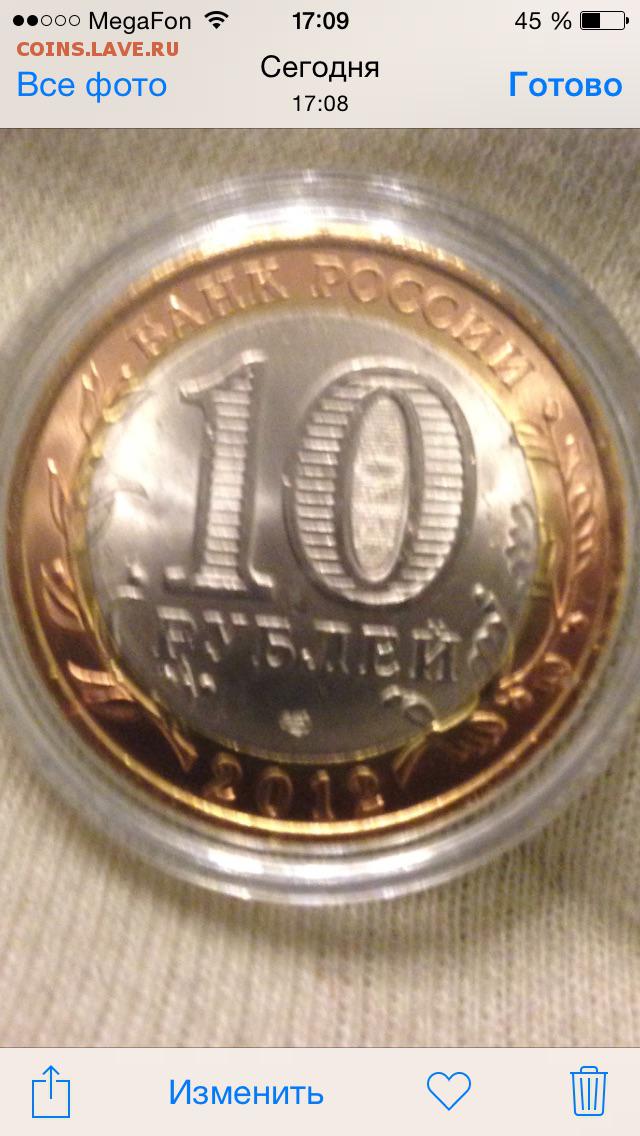 MegaFon 17:09 45 %
COINS.LAVE.RU
Сегодня
Все фото Готово
17:08
БАНК РОССИИ
10
РУБЛЕЙ
2012
Изменить